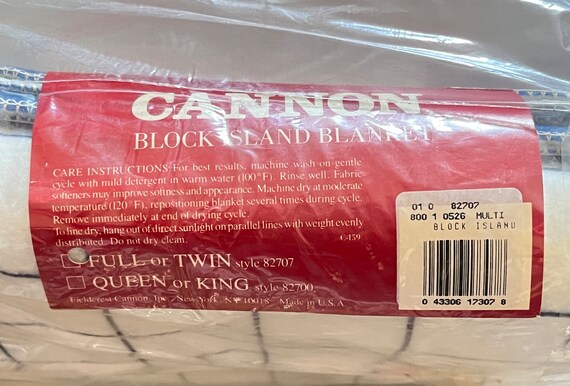 CANNON
BLOCK ISLAND BLANKET
CARE INSTRUCTIONS-For best results, machine wash on gentle
cycle with mild detergent in warm water (100°F). Rinse well. Fabric
softeners may improve softness and appearance. Machine dry at moderate
temperature (120°F), repositioning blanket several times during cycle.
Remove immediately at end of drying cycle.
To line dry, hang out of direct sunlight on parallel lines with weight evenly
distributed. Do not dry clean.
C-159
FULL or TWIN style 82707
QUEEN or KING style 82700
Fieldcrest Cannon, Inc. New York, NY 10018 Made in U.S.A.
01 0 82707
800 1 0526 MULTI
BLOCK ISLAND
0 43306 17307 8